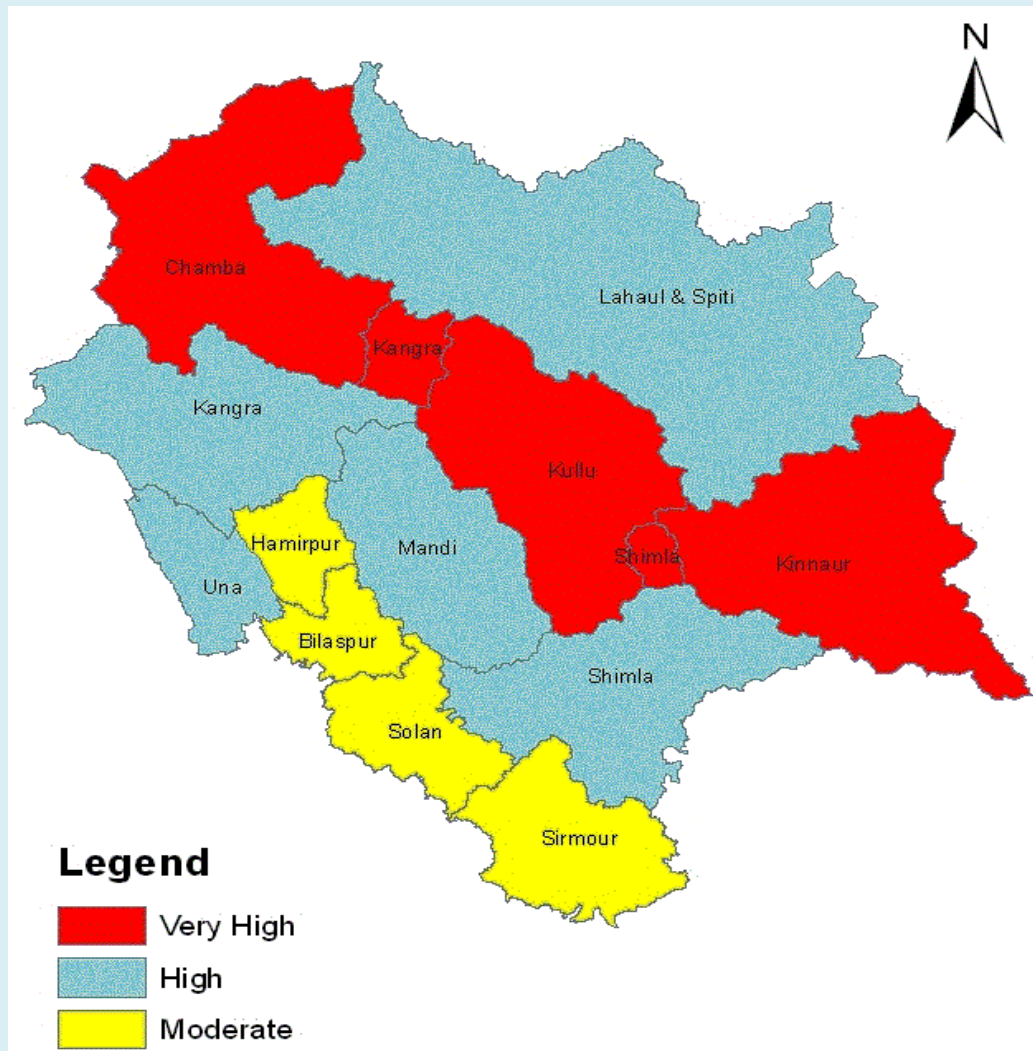 N
Chamba
Lahaul & Spiti
Kangra
Kangra
Kullu
Hamirpur
Mandi
Shimla
Kinnaur
Una
Bilaspur
Shimla
Solan
Sirmour
Legend
Very High
High
Moderate